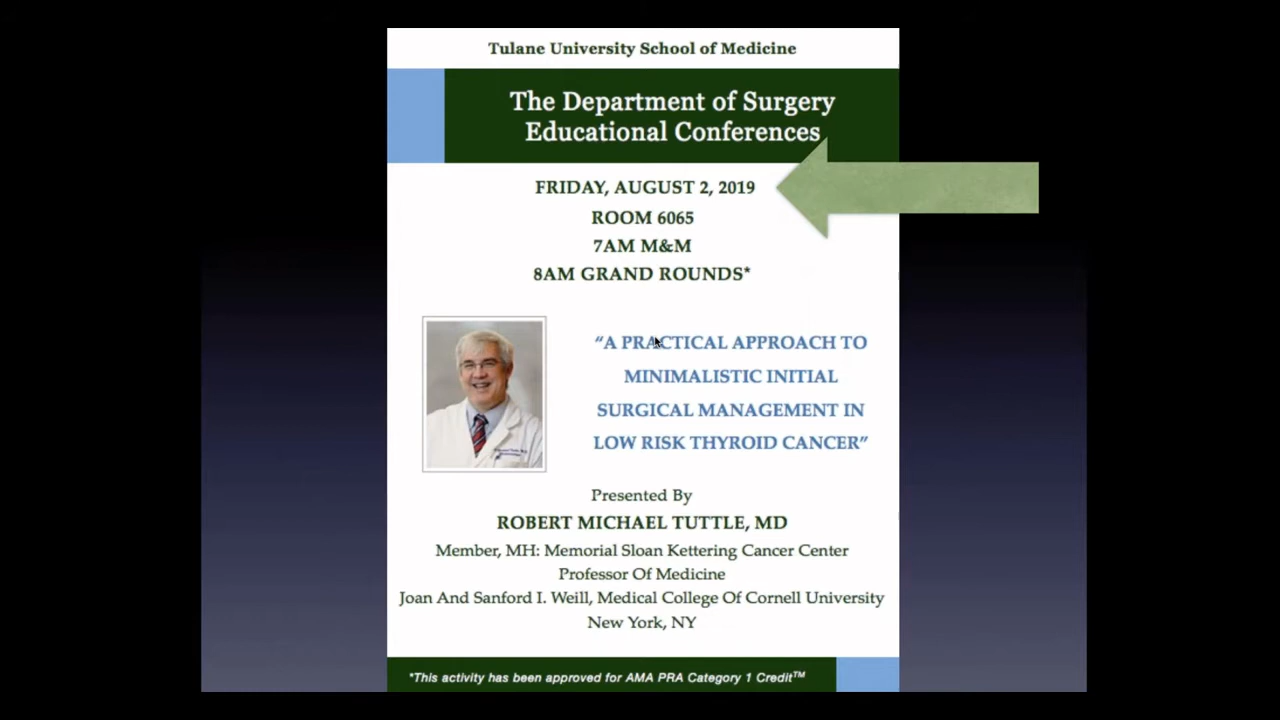 Tulane University School of Medicine
The Department of Surgery
Educational Conferences
FRIDAY, AUGUST 2, 2019
ROOM 6065
7AM M&M
8AM GRAND ROUNDS*
“A PRACTICAL APPROACH TO
MINIMALISTIC INITIAL
SURGICAL MANAGEMENT IN
LOW RISK THYROID CANCER”
Presented By
ROBERT MICHAEL TUTTLE, MD
Member, MH: Memorial Sloan Kettering Cancer Center
Professor Of Medicine
Joan And Sanford I. Weill, Medical College Of Cornell University
New York, NY
*This activity has been approved for AMA PRA Category 1 Credit™